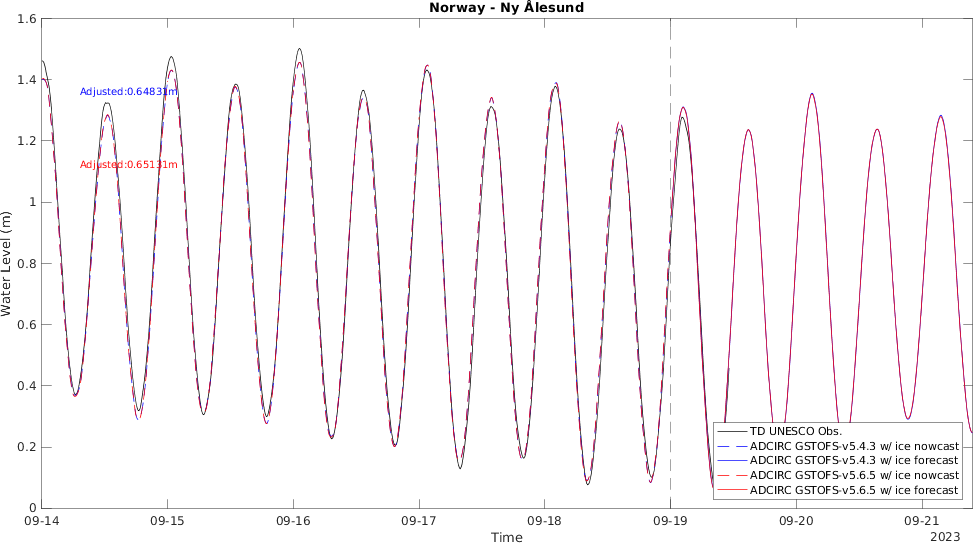 Norway - Ny Ålesund
1.6
1.4
1.2
1
0.8
0.6
0.4
0.2
0
Water Level (m)
Adjusted:0.64831m
Adjusted:0.65131m
TD UNESCO Obs.
ADCIRC GSTOFS-v5.4.3 w/ ice nowcast
ADCIRC GSTOFS-v5.4.3 w/ ice forecast
ADCIRC GSTOFS-v5.6.5 w/ ice nowcast
ADCIRC GSTOFS-v5.6.5 w/ ice forecast
09-14 09-15 09-16 09-17 09-18 09-19 09-20 09-21
Time
2023